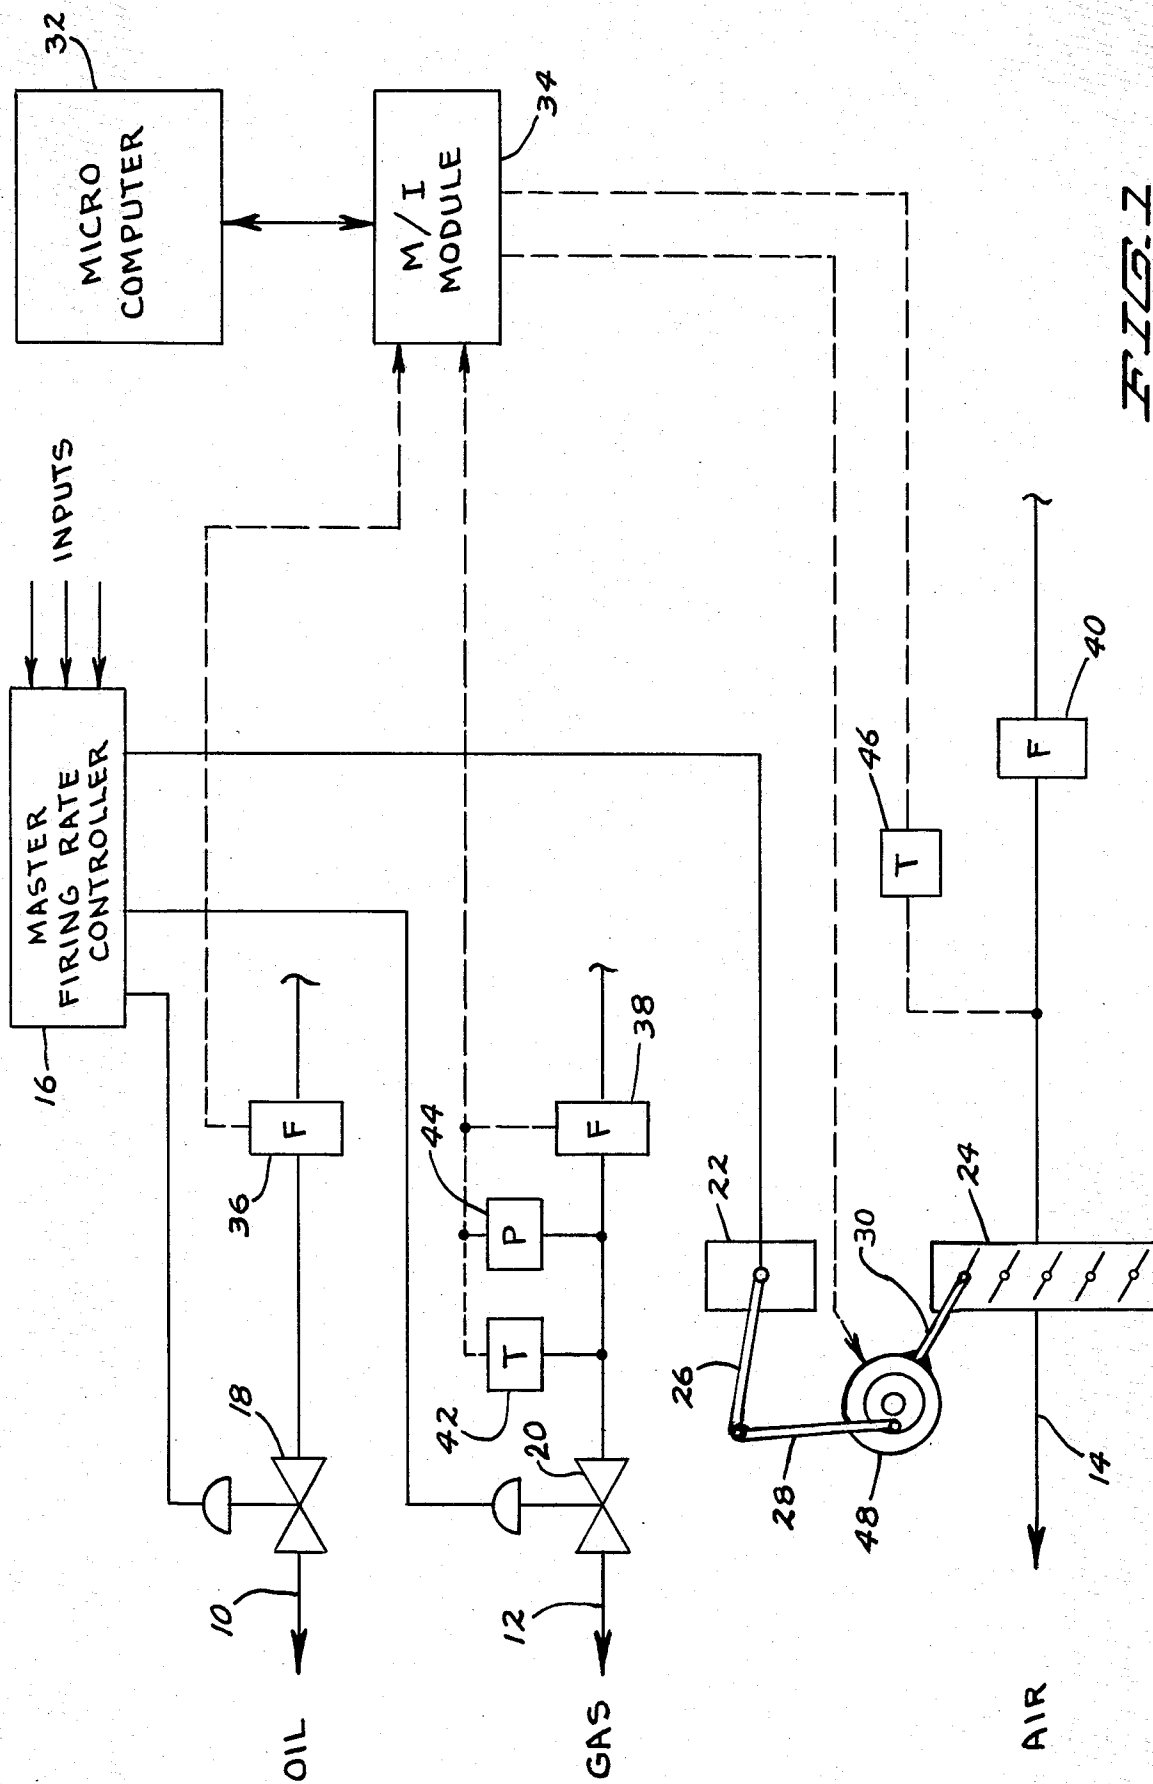 32
MICRO
COMPUTER
34
M/I
MODULE
INPUTS
MASTER
FIRING RATE
CONTROLLER
16
36
F
38
F
44
P
42
T
18
20
10
12
OIL
GAS
22
26
28
30
48
24
46
T
40
F
14
AIR
FIG. 1